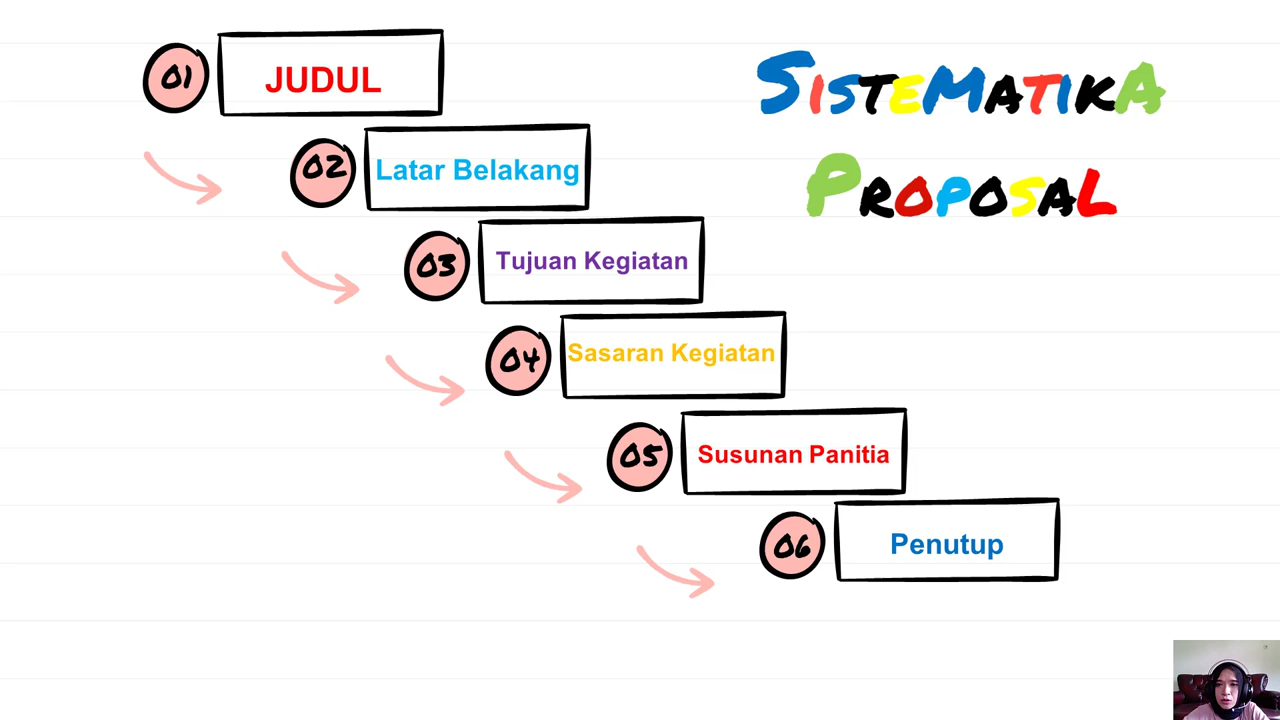 SISTEMATIKA
PROPOSAL
01
JUDUL
02
Latar Belakang
03
Tujuan Kegiatan
04
Sasaran Kegiatan
05
Susunan Panitia
06
Penutup